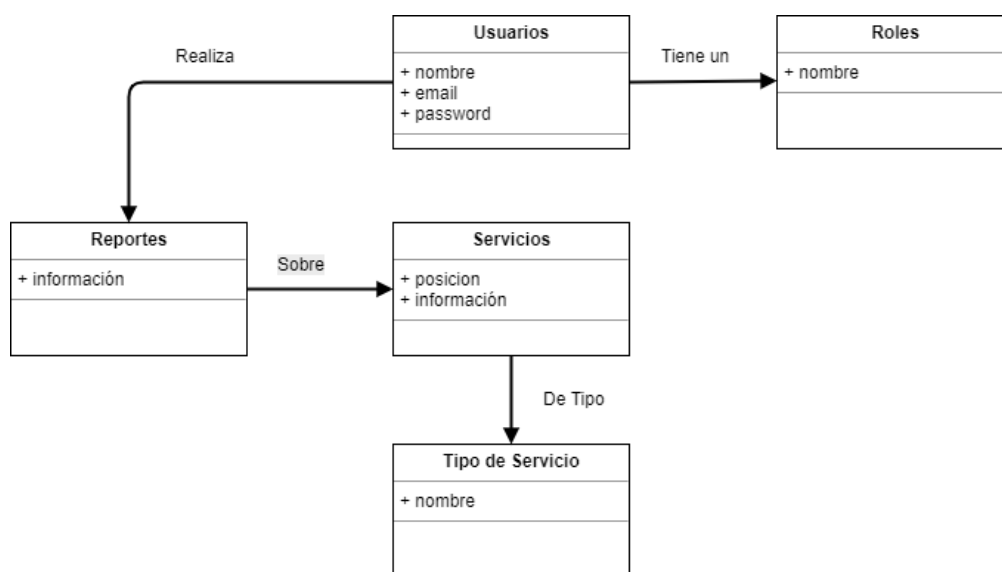 Usuarios
+ nombre
+ email
+ password
Realiza
Tiene un
Roles
+ nombre
Reportes
+ información
Sobre
Servicios
+ posicion
+ información
De Tipo
Tipo de Servicio
+ nombre